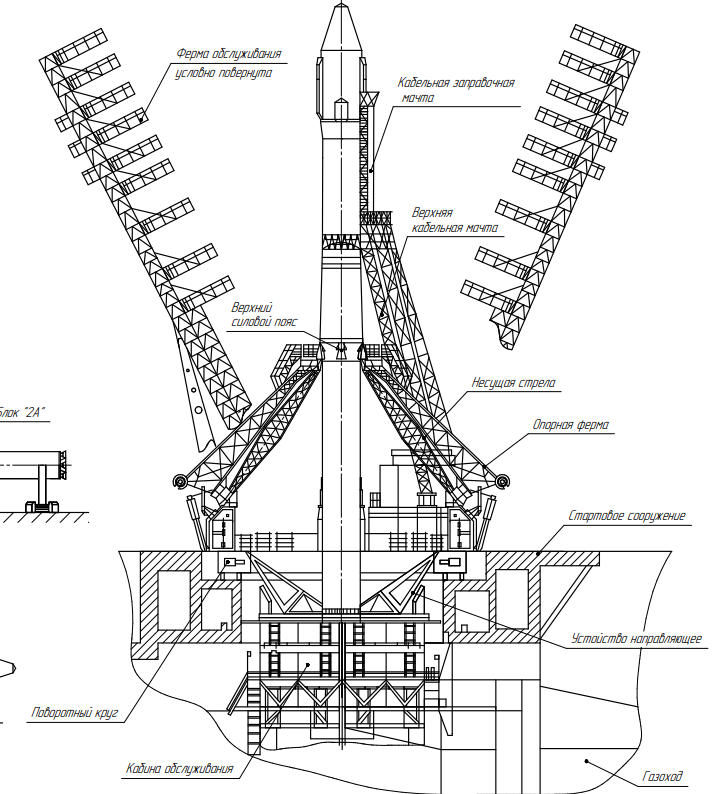 Ферма обслуживания
условно повернута
Кабельная заправочная
мачта
Верхняя
кабельная мачта
Верхний
силовой пояс
Несущая стрела
Блок "2А"
Опорная ферма
Стартовое сооружение
Устойство направляющее
Поворотный круг
Кабина обслуживания
Газоход